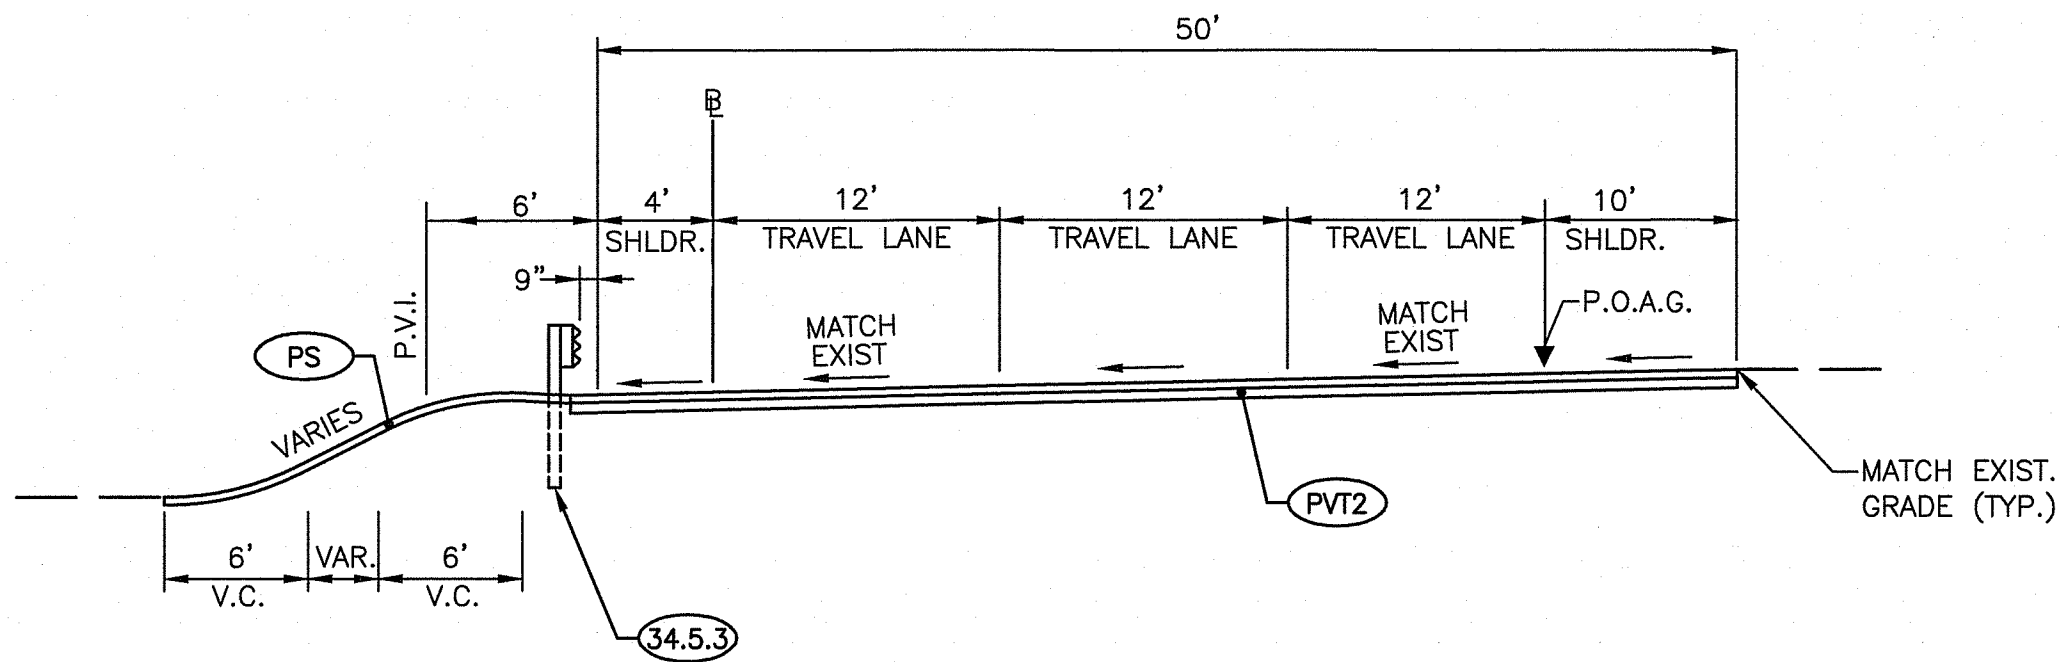 50'
B
6'
4'
12'
12'
12'
10'
SHLDR.
TRAVEL LANE
TRAVEL LANE
TRAVEL LANE
SHLDR.
9"
P.V.I.
MATCH
EXIST
MATCH
EXIST
P.O.A.G.
PS
VARIES
MATCH EXIST.
GRADE (TYP.)
PVT2
6'
VAR.
6'
V.C.
V.C.
34.5.3